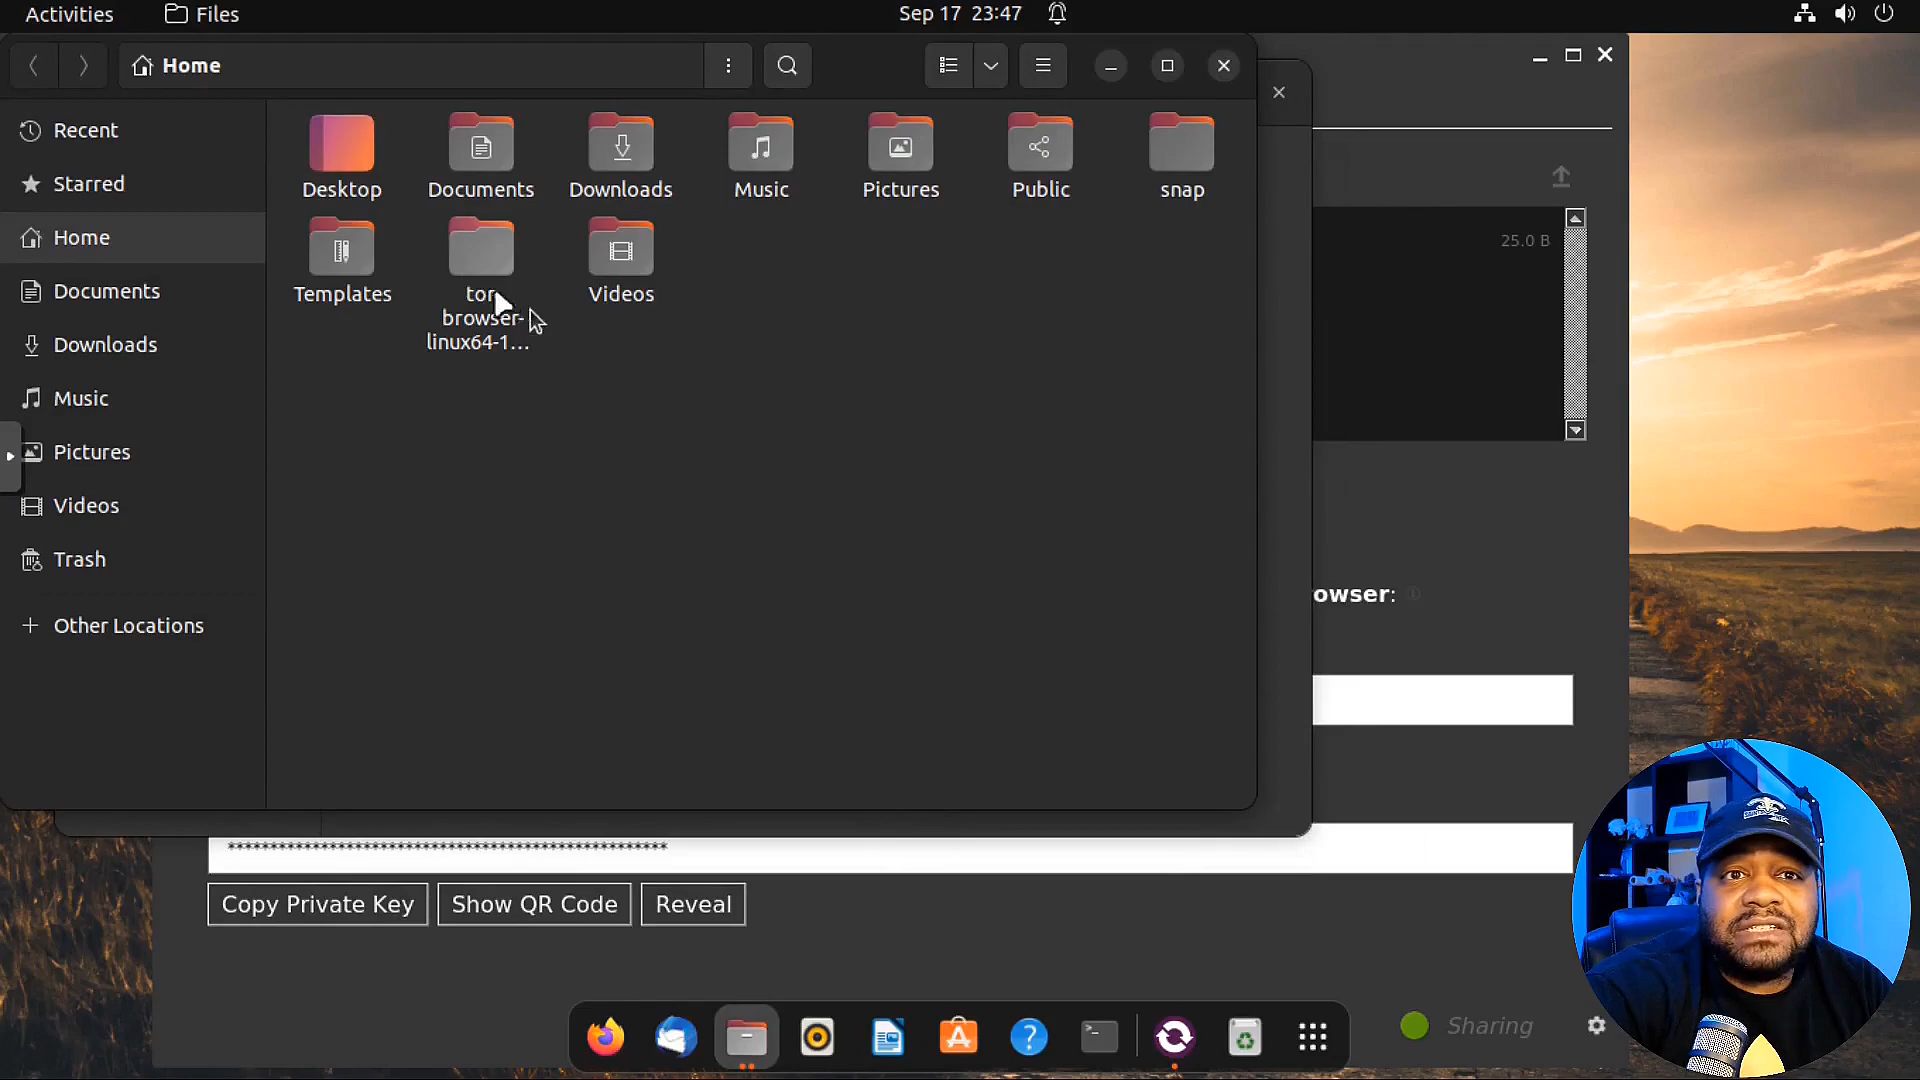 Activities
Files
Sep 17 23:47
Home
Recent
Starred
Home
Documents
Downloads
Music
Pictures
Videos
Trash
Other Locations
Desktop
Documents
Downloads
Music
Pictures
Public
snap
Templates
tor-
browser-
linux64-1...
Videos
25.0 B
owser:
************************************************
Copy Private Key
Show QR Code
Reveal
Sharing